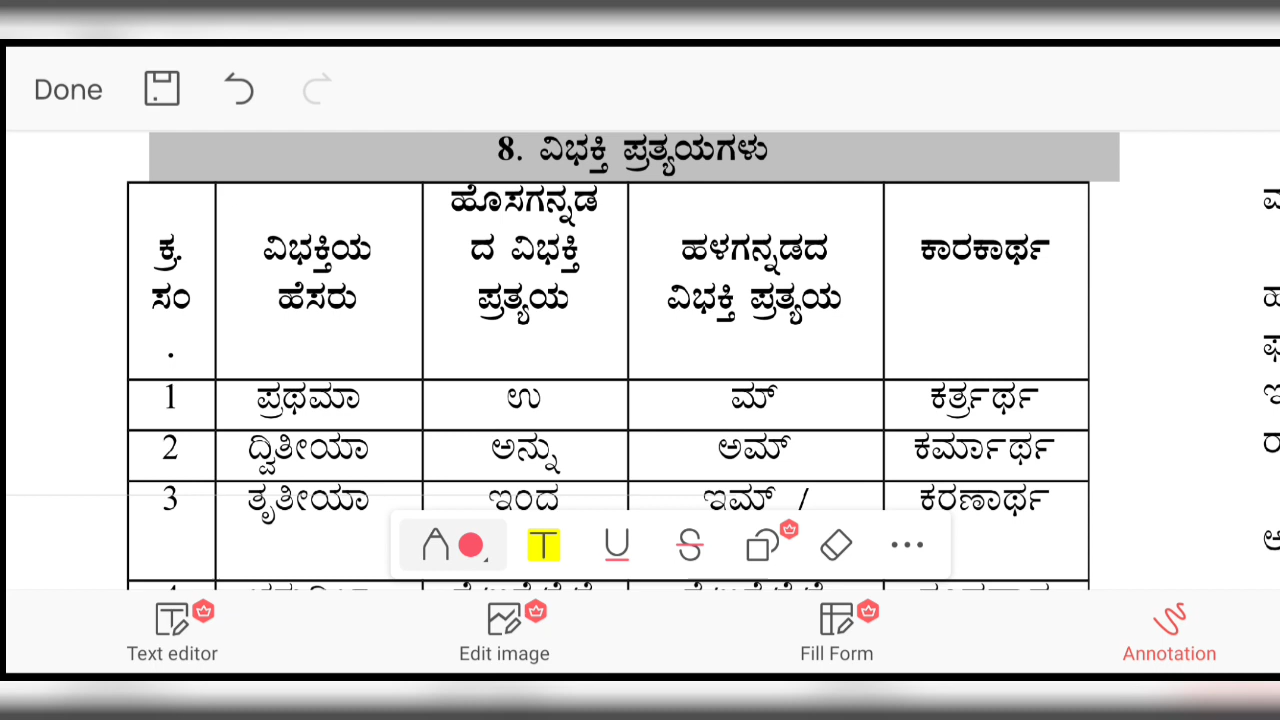 Done
8. ವಿಭಕ್ತಿ ಪ್ರತ್ಯಯಗಳು
ಕ್ರ.
ಸಂ
.
ವಿಭಕ್ತಿಯ
ಹೆಸರು
ಹೊಸಗನ್ನಡ
ದ ವಿಭಕ್ತಿ
ಪ್ರತ್ಯಯ
ಹಳಗನ್ನಡದ
ವಿಭಕ್ತಿ ಪ್ರತ್ಯಯ
ಕಾರಕಾರ್ಥ
1 ಪ್ರಥಮಾ ಉ ಮ್ ಕರ್ತ್ರರ್ಥ
2 ದ್ವಿತೀಯಾ ಅನ್ನು ಅಮ್ ಕರ್ಮಾರ್ಥ
3 ತೃತೀಯಾ ಇಂದ ಇಮ್ / ಕರಣಾರ್ಥ
Text editor
Edit image
Fill Form
Annotation